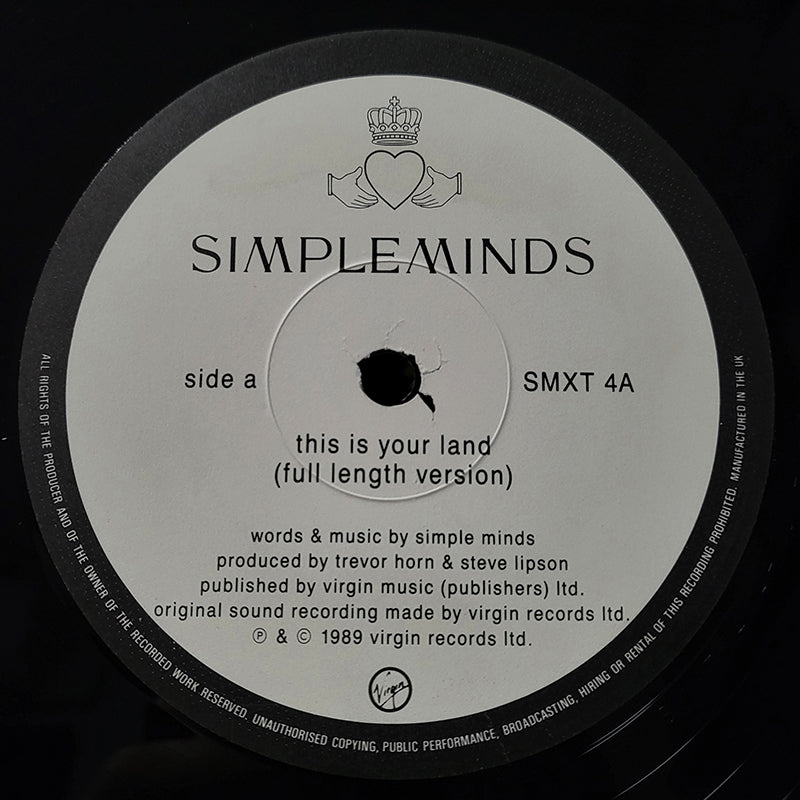 SIMPLEMINDS
side a
SMXT 4A
this is your land
(full length version)
words & music by simple minds
produced by trevor horn & steve lipson
published by virgin music (publishers) ltd.
original sound recording made by virgin records ltd.
℗ & © 1989 virgin records ltd.
Virgin
ALL RIGHTS OF THE PRODUCER AND OF THE OWNER OF THE RECORDED WORK RESERVED. UNAUTHORISED COPYING, PUBLIC PERFORMANCE, BROADCASTING, HIRING OR RENTAL OF THIS RECORDING PROHIBITED. MANUFACTURED IN THE UK